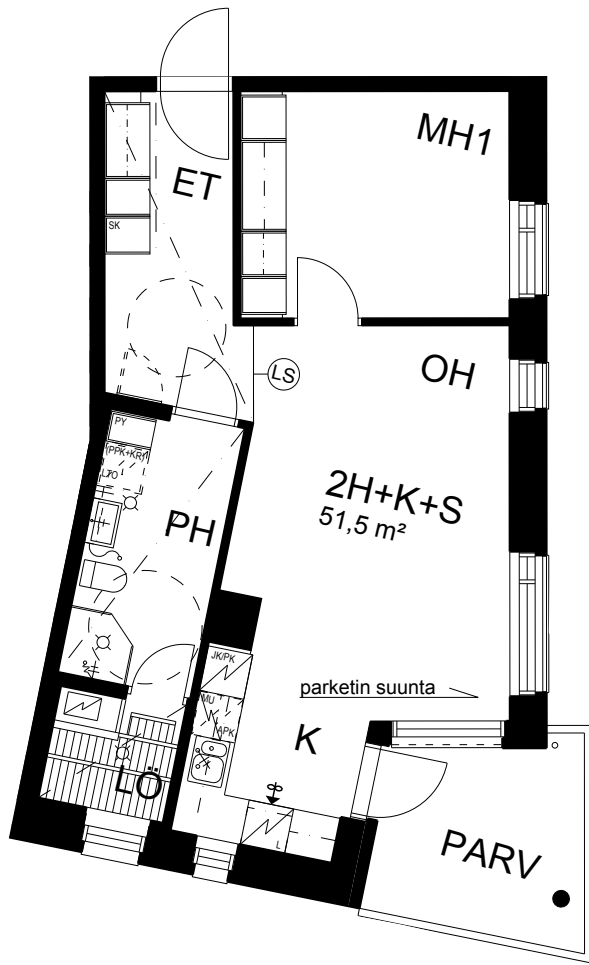 MH1
ET
SK
LS
OH
PY
(PPK+KR)
LTO
2H+K+S
51,5 m²
PH
JK/PK
parketin suunta
MU
APK
K
LÖ
L
PARV